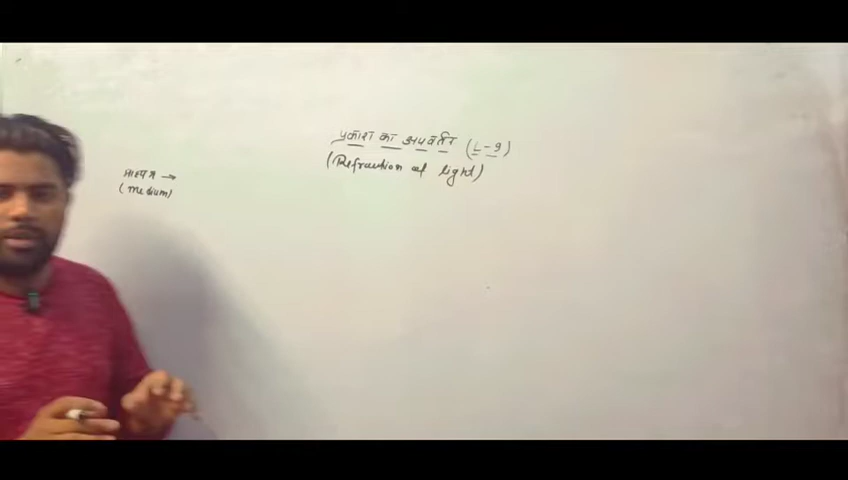 प्रकाश का अपवर्तन (L-9)
(Refraction of light)
माध्यम →
(medium)